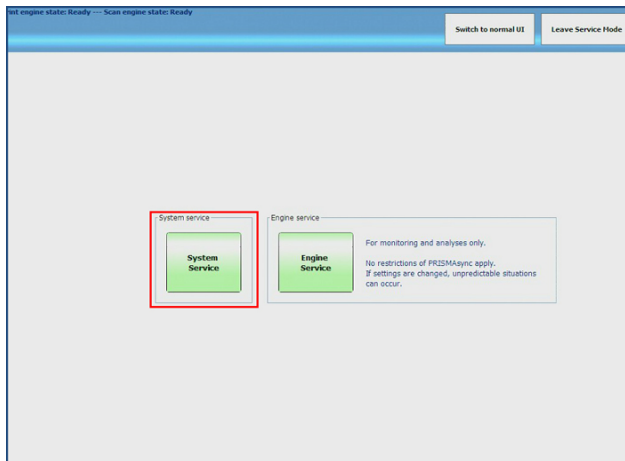 int engine state: Ready --- Scan engine state: Ready
Switch to normal UI
Leave Service Mode
System service
System
Service
Engine service
Engine
Service
For monitoring and analyses only.
No restrictions of PRISMAsync apply.
If settings are changed, unpredictable situations
can occur.